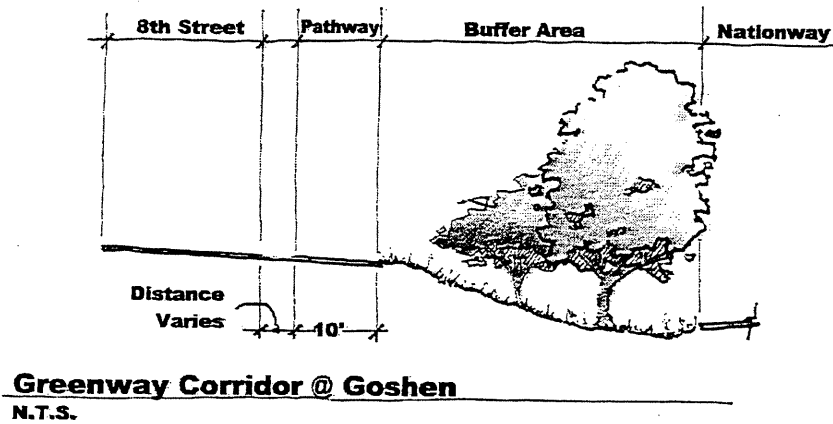 8th Street Pathway Buffer Area Nationway
Distance
Varies
10'
Greenway Corridor @ Goshen
N.T.S.